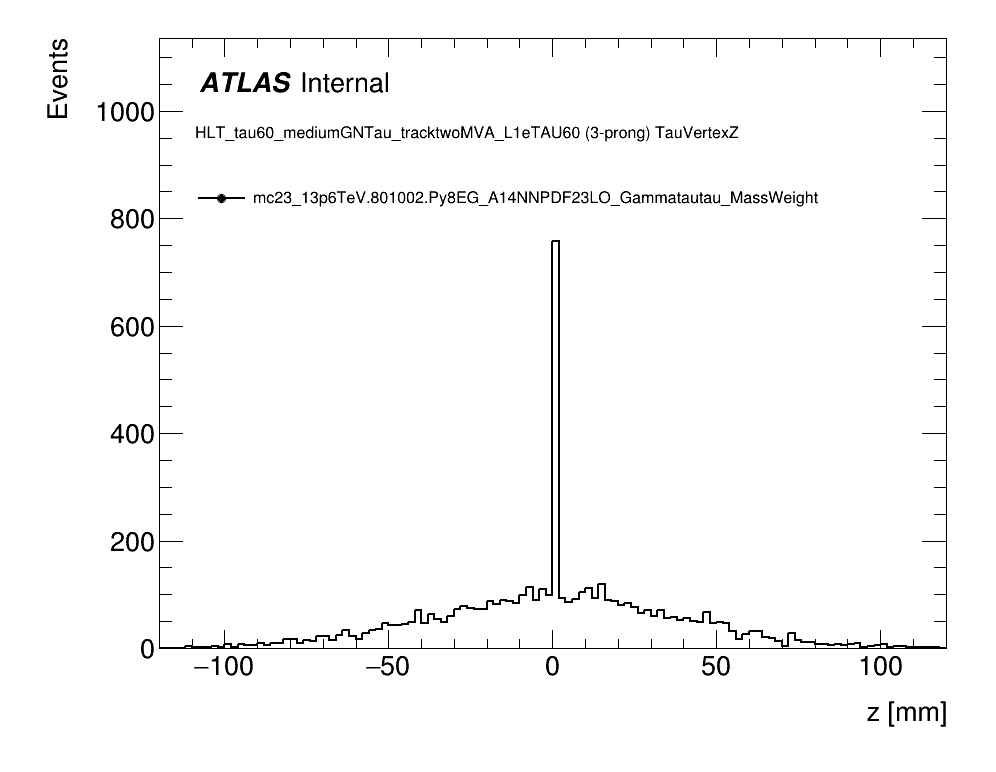 Events
ATLAS Internal
HLT_tau60_mediumGNTau_tracktwoMVA_L1eTAU60 (3-prong) TauVertexZ
mc23_13p6TeV.801002.Py8EG_A14NNPDF23LO_Gammatautau_MassWeight
1000
800
600
400
200
0
−100 −50 0 50 100
z [mm]